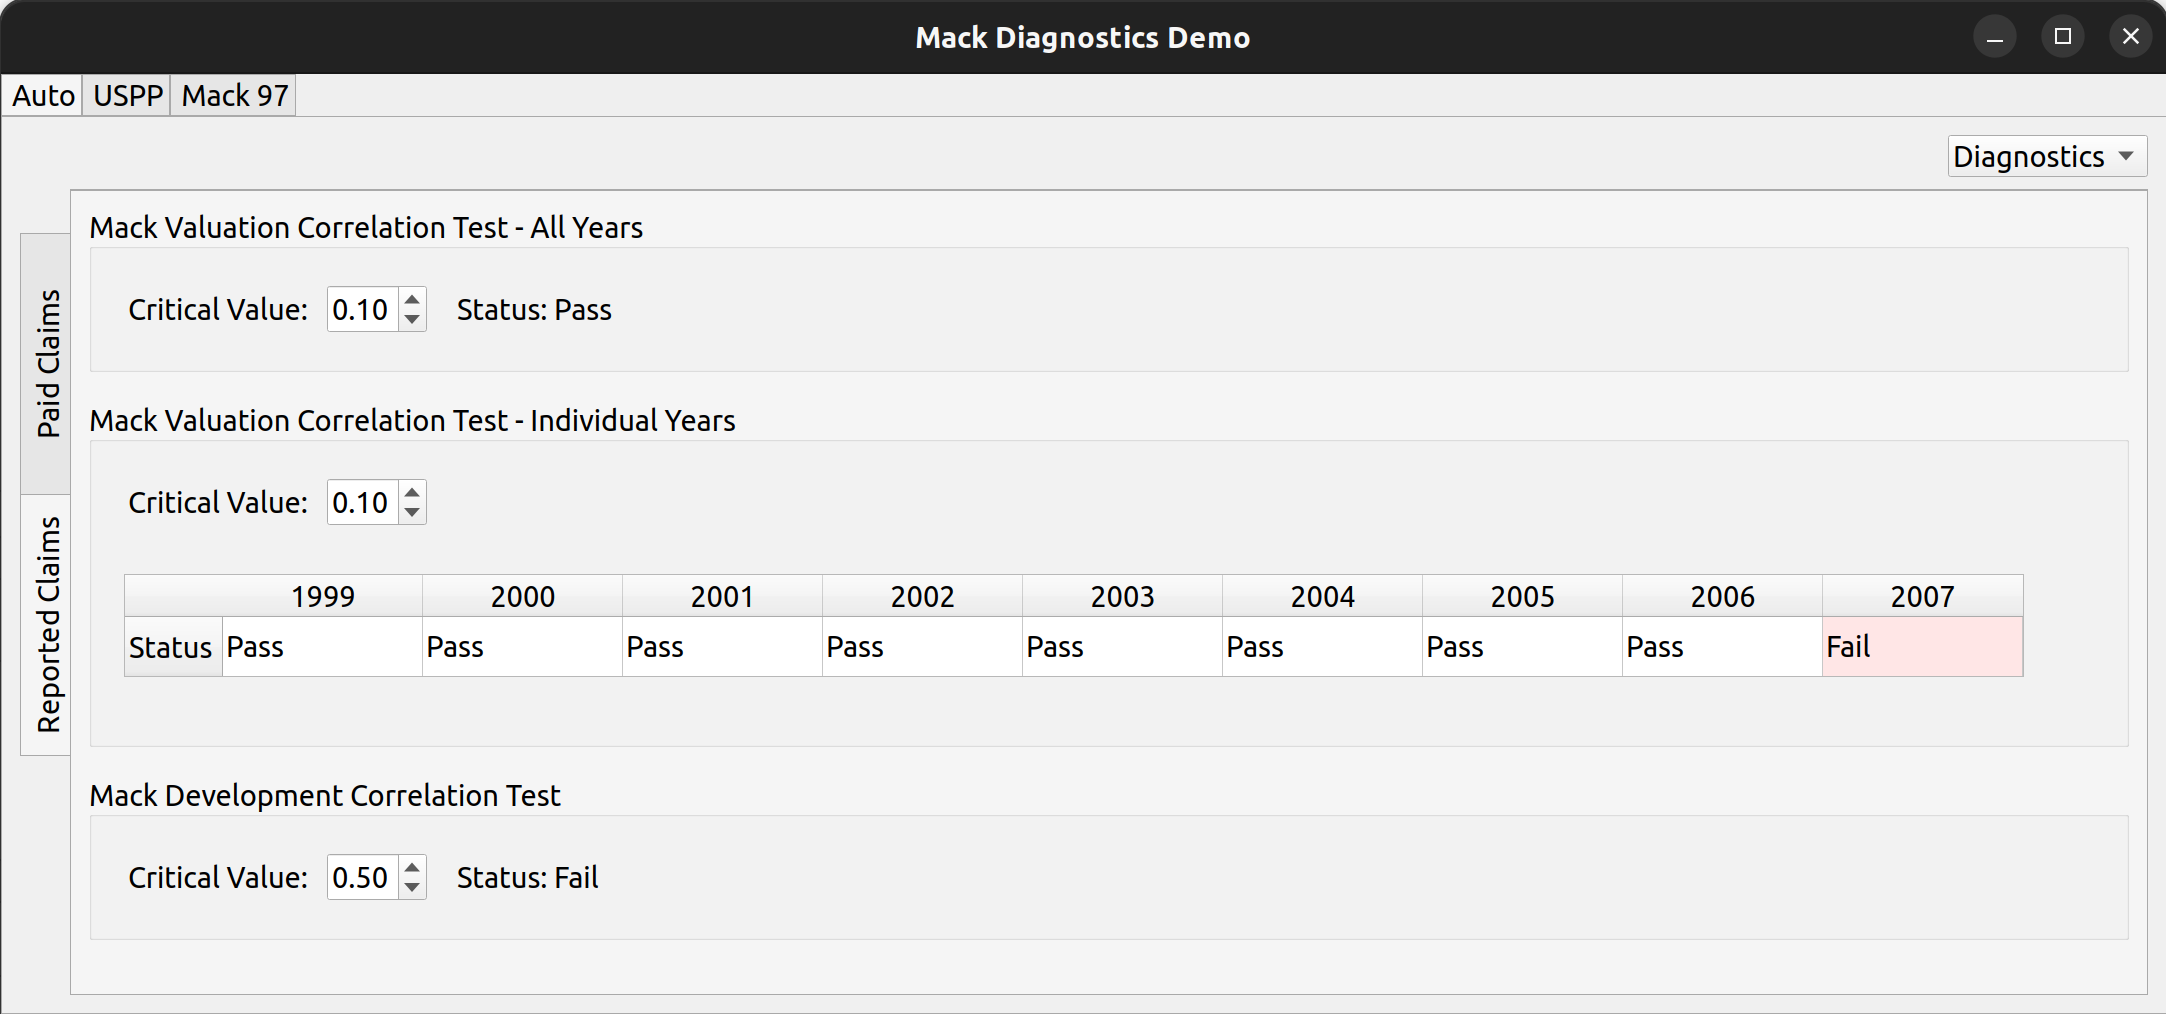 Mack Diagnostics Demo
Auto USPP Mack 97
Diagnostics
Paid Claims
Reported Claims
Mack Valuation Correlation Test - All Years
Critical Value: 0.10 Status: Pass
Mack Valuation Correlation Test - Individual Years
Critical Value: 0.10
1999 2000 2001 2002 2003 2004 2005 2006 2007
Status Pass Pass Pass Pass Pass Pass Pass Pass Fail
Mack Development Correlation Test
Critical Value: 0.50 Status: Fail